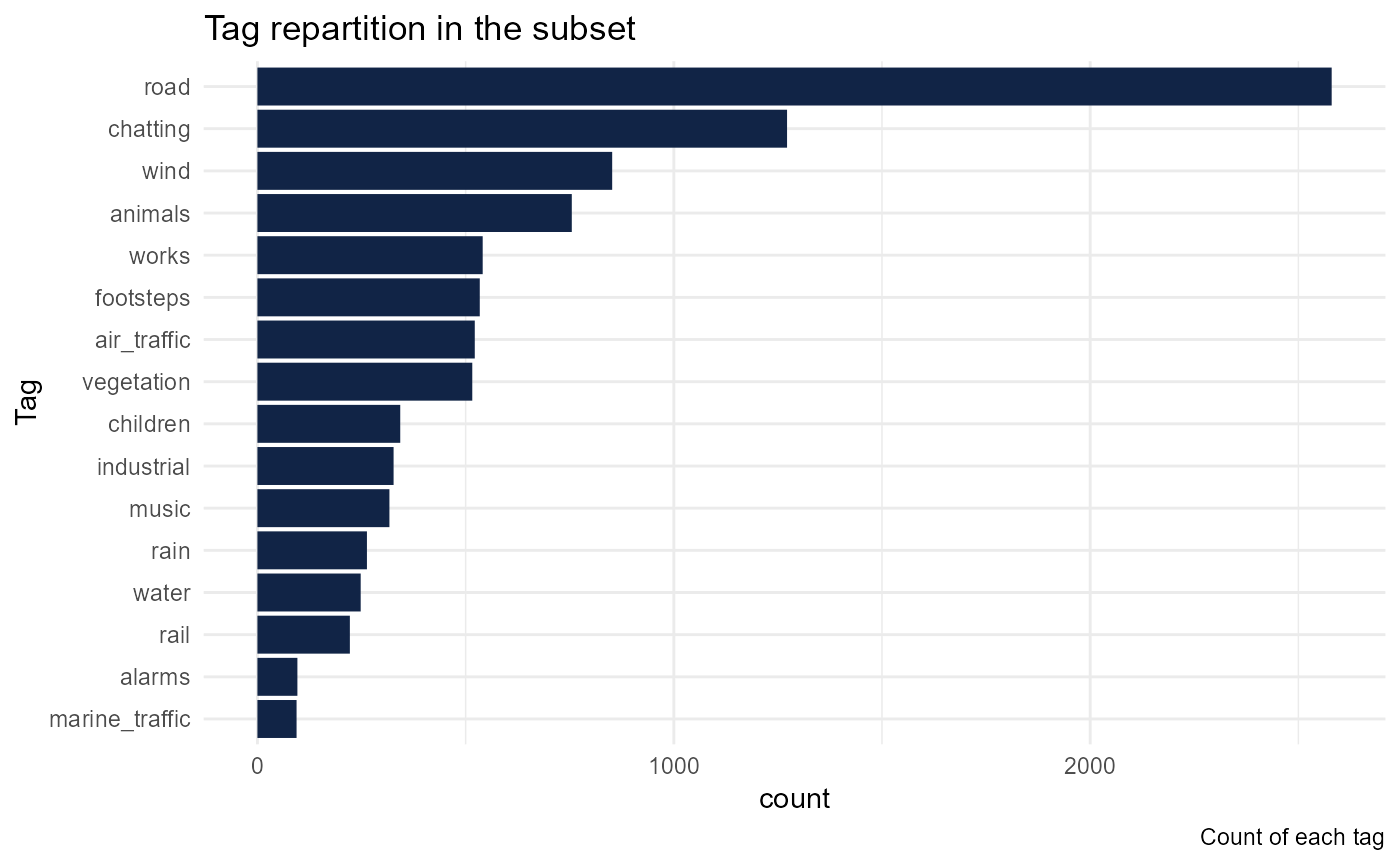 Tag repartition in the subset
road
chatting
wind
animals
works
footsteps
air_traffic
vegetation
children
industrial
music
rain
water
rail
alarms
marine_traffic
Tag
0 1000 2000
count
Count of each tag